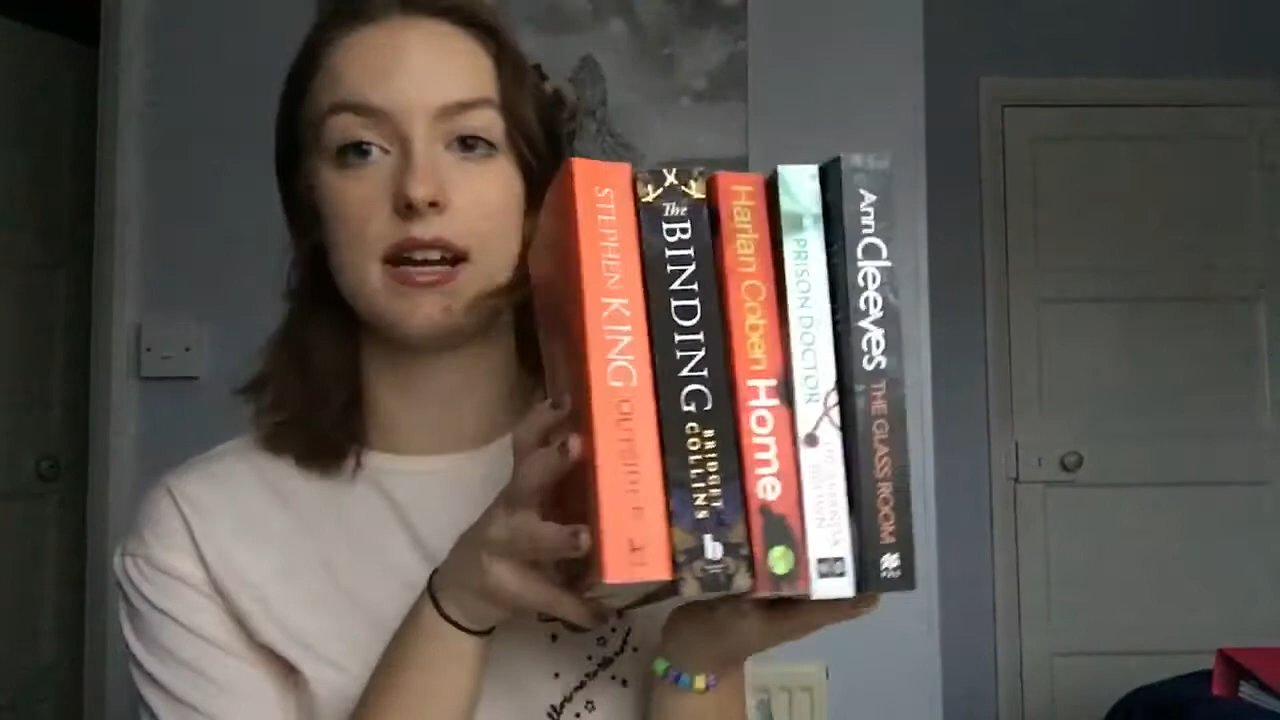 STEPHEN KING OUTSIDER
The BINDING BRIDGET COLLINS
b
Harlan Coben Home
PRISON DOCTOR
Ann Cleeves THE GLASS ROOM